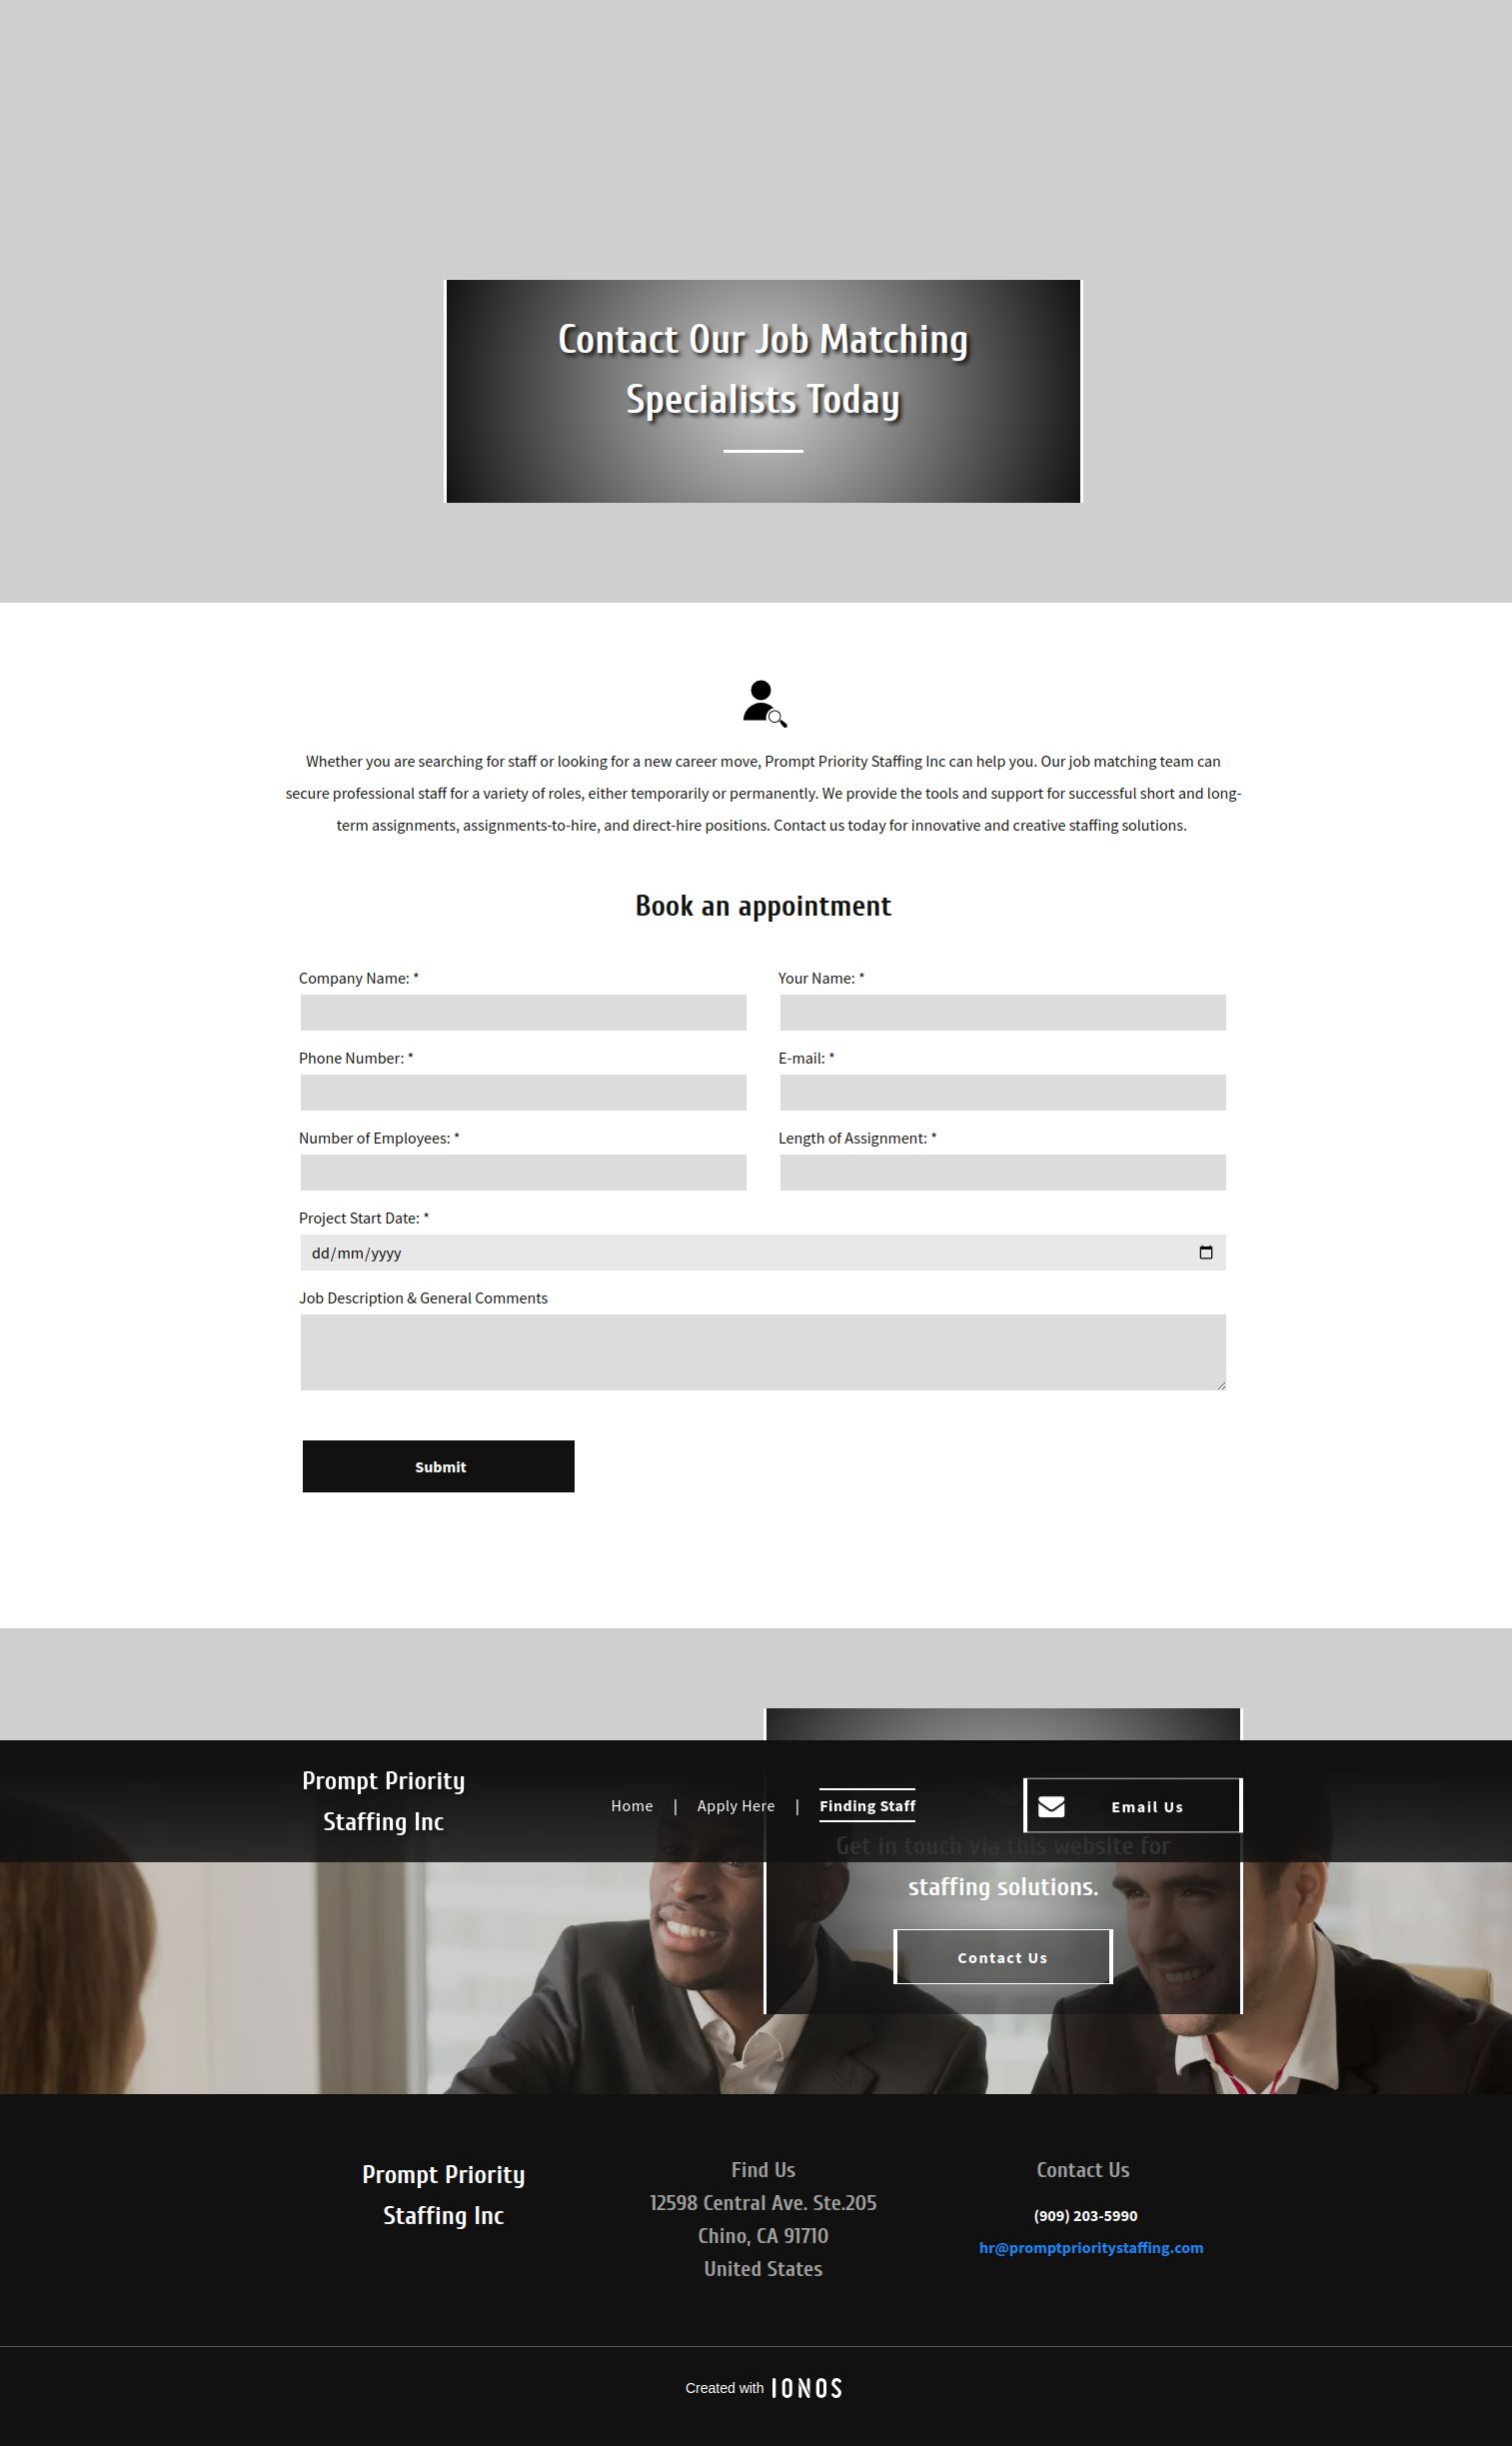 Contact Our Job Matching
Specialists Today
Whether you are searching for staff or looking for a new career move, Prompt Priority Staffing Inc can help you. Our job matching team can
secure professional staff for a variety of roles, either temporarily or permanently. We provide the tools and support for successful short and long-
term assignments, assignments-to-hire, and direct-hire positions. Contact us today for innovative and creative staffing solutions.
Book an appointment
Company Name: *
Your Name: *
Phone Number: *
E-mail: *
Number of Employees: *
Length of Assignment: *
Project Start Date: *
dd/mm/yyyy
Job Description & General Comments
Submit
Prompt Priority
Staffing Inc
Home | Apply Here | Finding Staff
Email Us
Get in touch via this website for
staffing solutions.
Contact Us
Prompt Priority
Staffing Inc
Find Us
12598 Central Ave. Ste.205
Chino, CA 91710
United States
Contact Us
(909) 203-5990
hr@promptprioritystaffing.com
Created with IONOS